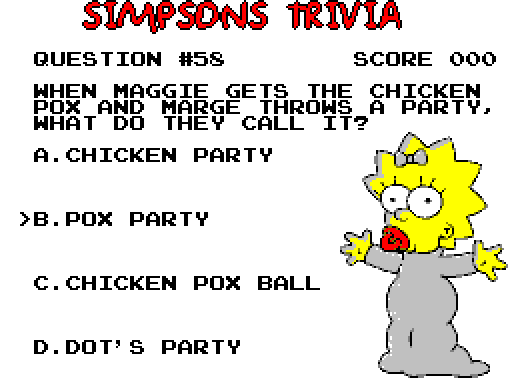 SIMPSONS TRIVIA
QUESTION #58 SCORE 000
WHEN MAGGIE GETS THE CHICKEN
POX AND MARGE THROWS A PARTY,
WHAT DO THEY CALL IT?
A.CHICKEN PARTY
>B.POX PARTY
C.CHICKEN POX BALL
D.DOT'S PARTY